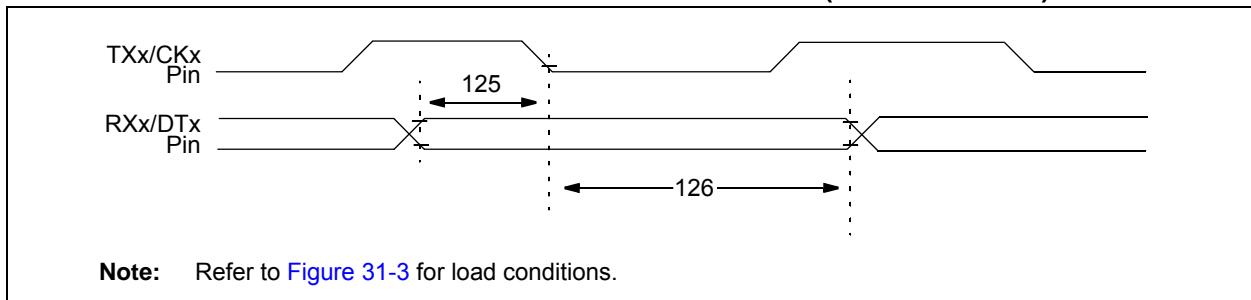 TXx/CKx
Pin
125
RXx/DTx
Pin
126
Note: Refer to Figure 31-3 for load conditions.